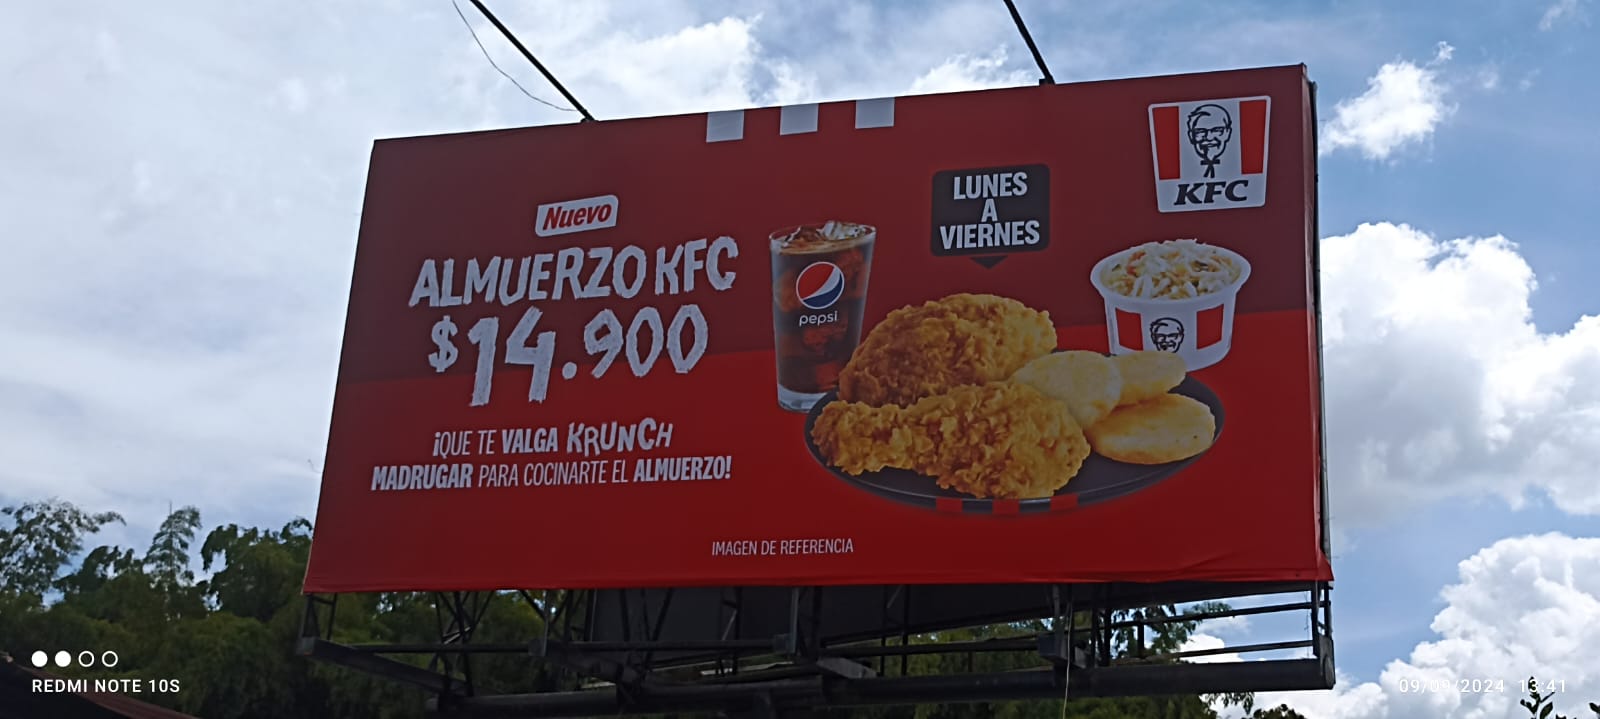 Nuevo
ALMUERZO KFC
$14.900
¡QUE TE VALGA KRUNCH
MADRUGAR PARA COCINARTE EL ALMUERZO!
pepsi
LUNES
A
VIERNES
KFC
IMAGEN DE REFERENCIA
REDMI NOTE 10S
09/09/2024 13:41